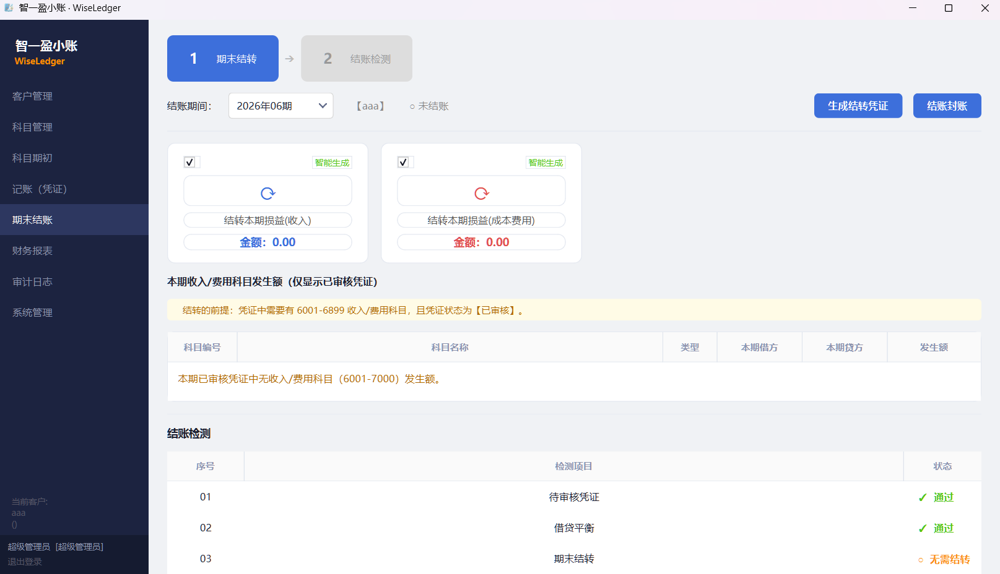 智一盈小账 · WiseLedger
智一盈小账
WiseLedger
客户管理
科目管理
科目期初
记账（凭证）
期末结账
财务报表
审计日志
系统管理
当前客户:
aaa
()
超级管理员 [超级管理员]
退出登录
1 期末结转 → 2 结账检测
结账期间： 2026年06期 【aaa】 ○ 未结账 生成结转凭证 结账封账
智能生成 智能生成
结转本期损益(收入) 结转本期损益(成本费用)
金额：0.00 金额：0.00
本期收入/费用科目发生额（仅显示已审核凭证）
结转的前提：凭证中需要有 6001-6899 收入/费用科目，且凭证状态为【已审核】。
科目编号 科目名称 类型 本期借方 本期贷方 发生额
本期已审核凭证中无收入/费用科目（6001-7000）发生额。
结账检测
序号 检测项目 状态
01 待审核凭证 ✓ 通过
02 借贷平衡 ✓ 通过
03 期末结转 ○ 无需结转